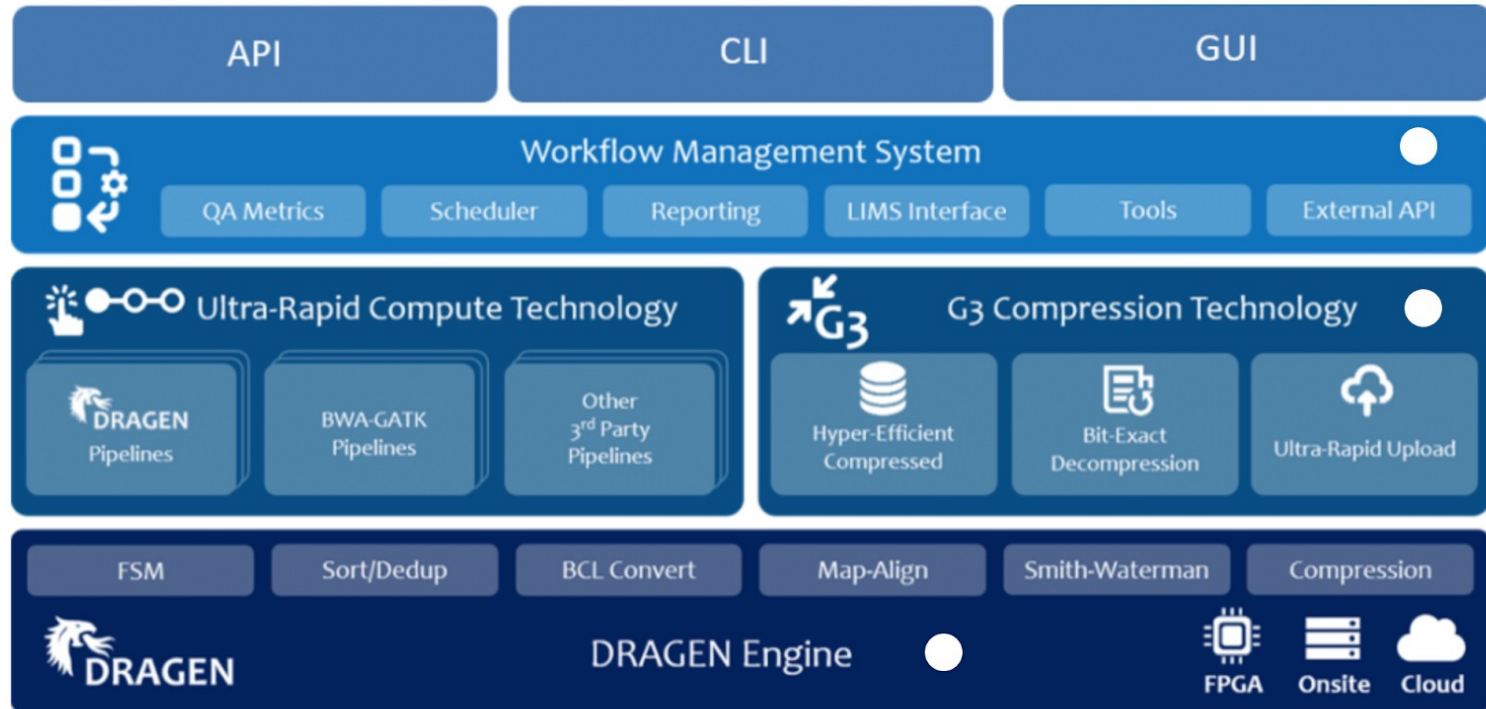 API
CLI
GUI
Workflow Management System
QA Metrics
Scheduler
Reporting
LIMS Interface
Tools
External API
Ultra-Rapid Compute Technology
DRAGEN
Pipelines
BWA-GATK
Pipelines
Other
3rd Party
Pipelines
G3
G3 Compression Technology
Hyper-Efficient
Compressed
Bit-Exact
Decompression
Ultra-Rapid Upload
FSM
Sort/Dedup
BCL Convert
Map-Align
Smith-Waterman
Compression
DRAGEN
DRAGEN Engine
FPGA
Onsite
Cloud